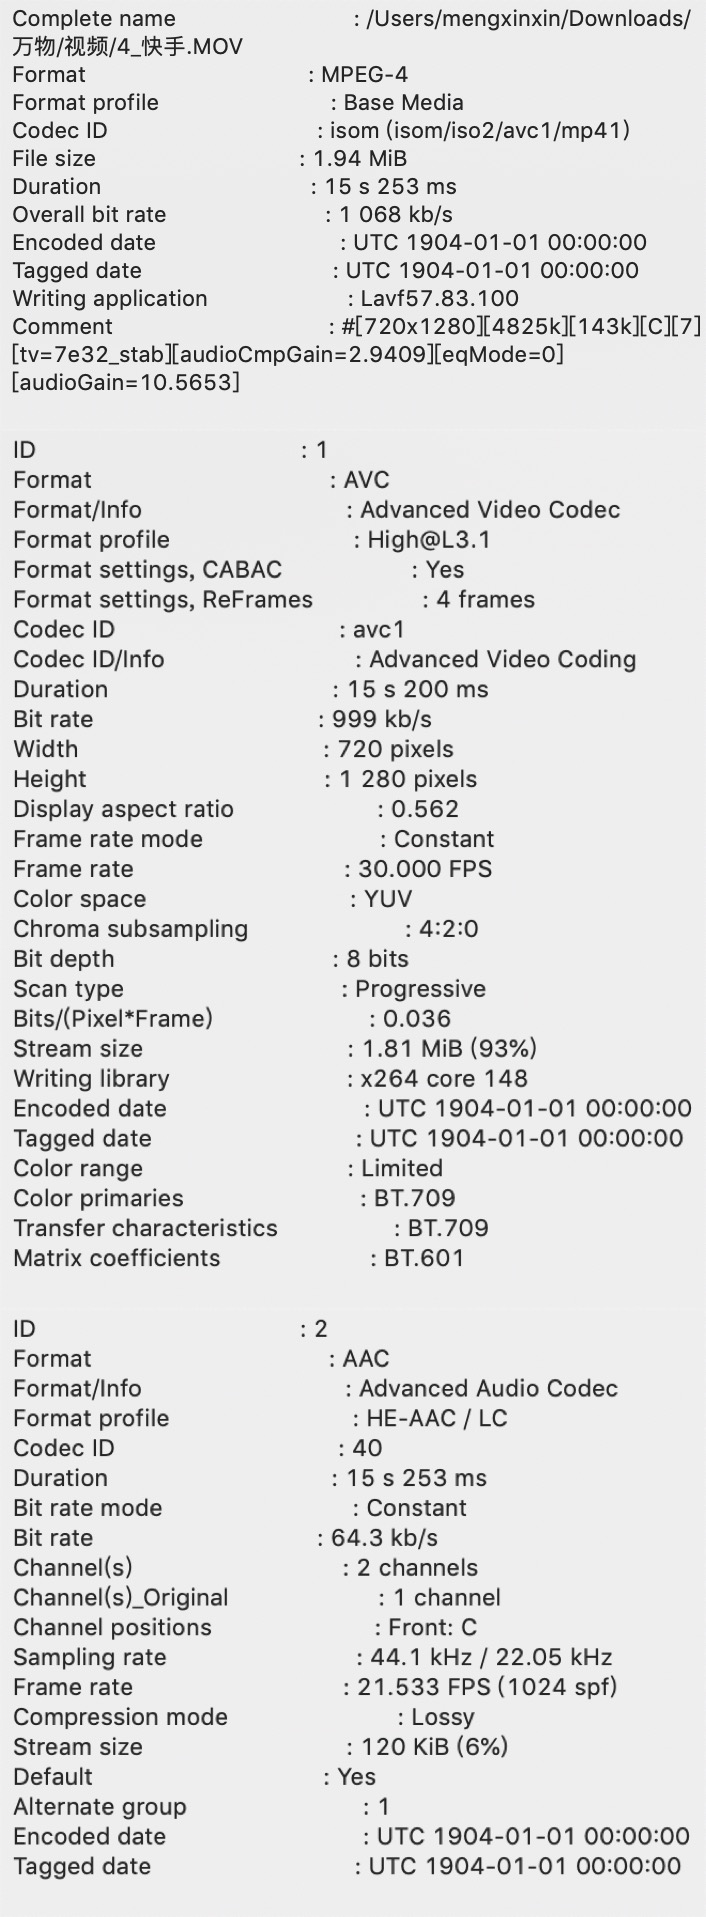 Complete name : /Users/mengxinxin/Downloads/
万物/视频/4_快手.MOV
Format : MPEG-4
Format profile : Base Media
Codec ID : isom (isom/iso2/avc1/mp41)
File size : 1.94 MiB
Duration : 15 s 253 ms
Overall bit rate : 1 068 kb/s
Encoded date : UTC 1904-01-01 00:00:00
Tagged date : UTC 1904-01-01 00:00:00
Writing application : Lavf57.83.100
Comment : #[720x1280][4825k][143k][C][7]
[tv=7e32_stab][audioCmpGain=2.9409][eqMode=0]
[audioGain=10.5653]
ID : 1
Format : AVC
Format/Info : Advanced Video Codec
Format profile : High@L3.1
Format settings, CABAC : Yes
Format settings, ReFrames : 4 frames
Codec ID : avc1
Codec ID/Info : Advanced Video Coding
Duration : 15 s 200 ms
Bit rate : 999 kb/s
Width : 720 pixels
Height : 1 280 pixels
Display aspect ratio : 0.562
Frame rate mode : Constant
Frame rate : 30.000 FPS
Color space : YUV
Chroma subsampling : 4:2:0
Bit depth : 8 bits
Scan type : Progressive
Bits/(Pixel*Frame) : 0.036
Stream size : 1.81 MiB (93%)
Writing library : x264 core 148
Encoded date : UTC 1904-01-01 00:00:00
Tagged date : UTC 1904-01-01 00:00:00
Color range : Limited
Color primaries : BT.709
Transfer characteristics : BT.709
Matrix coefficients : BT.601
ID : 2
Format : AAC
Format/Info : Advanced Audio Codec
Format profile : HE-AAC / LC
Codec ID : 40
Duration : 15 s 253 ms
Bit rate mode : Constant
Bit rate : 64.3 kb/s
Channel(s) : 2 channels
Channel(s)_Original : 1 channel
Channel positions : Front: C
Sampling rate : 44.1 kHz / 22.05 kHz
Frame rate : 21.533 FPS (1024 spf)
Compression mode : Lossy
Stream size : 120 KiB (6%)
Default : Yes
Alternate group : 1
Encoded date : UTC 1904-01-01 00:00:00
Tagged date : UTC 1904-01-01 00:00:00